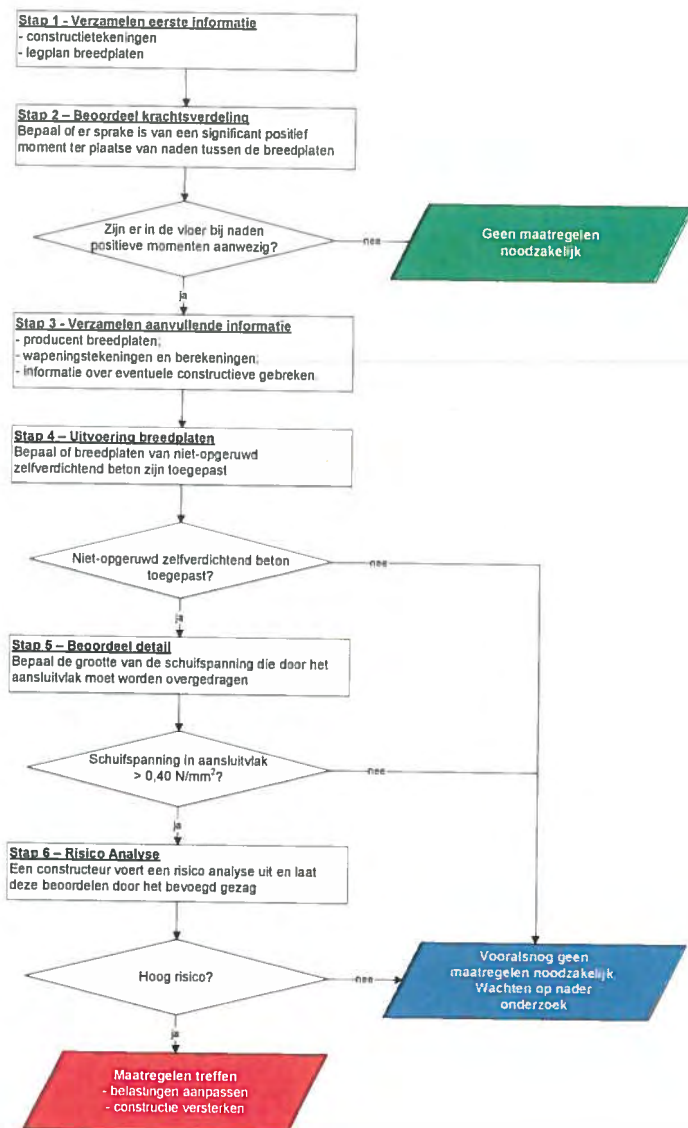 Stap 1 - Verzamelen eerste informatie
- constructietekeningen
- legplan breedplaten
Stap 2 – Beoordeel krachtsverdeling
Bepaal of er sprake is van een significant positief
moment ter plaatse van naden tussen de breedplaten
Zijn er in de vloer bij naden
positieve momenten aanwezig?
nee
Geen maatregelen
noodzakelijk
ja
Stap 3 - Verzamelen aanvullende informatie
- producent breedplaten;
- wapeningstekeningen en berekeningen;
- informatie over eventuele constructieve gebreken
Stap 4 – Uitvoering breedplaten
Bepaal of breedplaten van niet-opgeruwd
zelfverdichtend beton zijn toegepast
Niet-opgeruwd zelfverdichtend beton
toegepast?
nee
ja
Stap 5 - Beoordeel detail
Bepaal de grootte van de schuifspanning die door het
aansluitvlak moet worden overgedragen
Schuifspanning in aansluitvlak
> 0,40 N/mm²?
nee
ja
Stap 6 – Risico Analyse
Een constructeur voert een risico analyse uit en laat
deze beoordelen door het bevoegd gezag
Hoog risico?
nee
Vooralsnog geen
maatregelen noodzakelijk
Wachten op nader
onderzoek
ja
Maatregelen treffen
- belastingen aanpassen
- constructie versterken